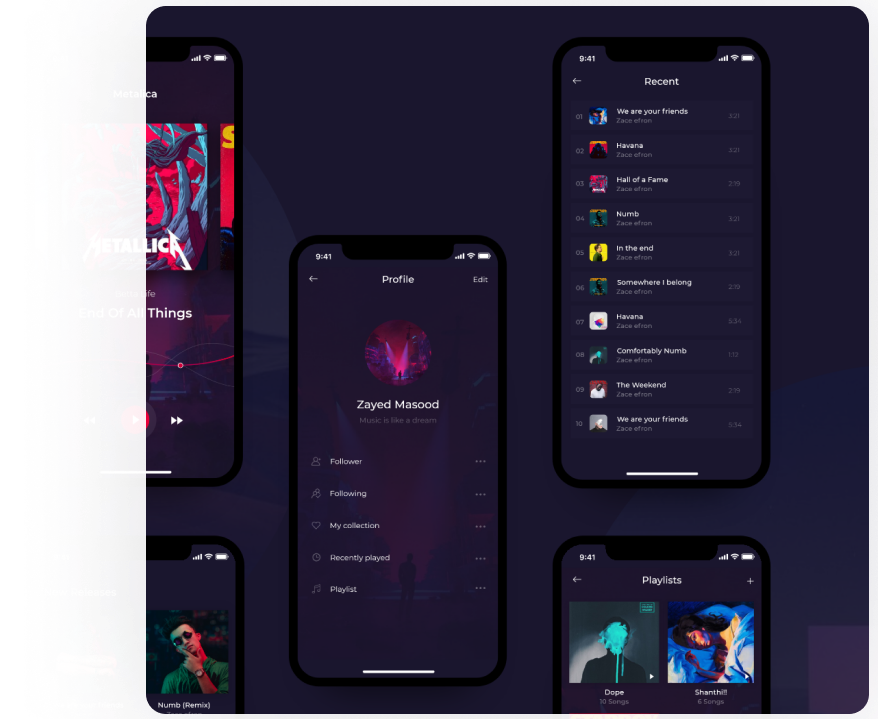 Metalica
METALLICA
Life
End Of All Things
9:41
Profile
Edit
Zayed Masood
Music is like a dream
Follower
Following
My collection
Recently played
Playlist
9:41
Recent
01
We are your friends
Zace efron
3:21
02
Havana
Zace efron
3:21
03
Hall of a Fame
Zace efron
2:19
04
Numb
Zace efron
3:21
05
In the end
Zace efron
3:21
06
Somewhere I belong
Zace efron
2:19
07
Havana
Zace efron
5:34
08
Comfortably Numb
Zace efron
1:12
09
The Weekend
Zace efron
2:19
10
We are your friends
Zace efron
5:34
Numb (Remix)
Zace efron
9:41
Playlists
Dope
10 Songs
Shanthi!!
6 Songs